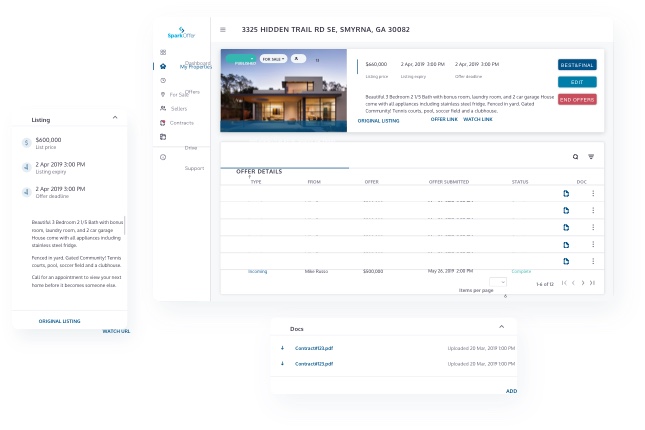 SparkOffer
3325 HIDDEN TRAIL RD SE, SMYRNA, GA 30082
Dashboard
My Properties
Offers
For Sale
Sellers
Contracts
Drive
Support
PUBLISHED
FOR SALE
$660,000
Listing price
2 Apr 2019 3:00 PM
Listing expiry
2 Apr 2019 3:00 PM
Offer deadline
BEST&FINAL
EDIT
END OFFERS
Beautiful 3 Bedroom 2 1/5 Bath with bonus room, laundry room, and 2 car garage House
come with all appliances including stainless steel fridge. Fenced in yard, Gated
Community! Tennis courts, pool, soccer field and a clubhouse.
ORIGINAL LISTING
OFFER LINK
WATCH LINK
OFFER DETAILS
TYPE
FROM
OFFER
OFFER SUBMITTED
STATUS
DOC
Incoming
Mike Russo
$500,000
May 26, 2019 2:00 PM
Complete
Items per page
6
1-6 of 12
Listing
$600,000
List price
2 Apr 2019 3:00 PM
Listing expiry
2 Apr 2019 3:00 PM
Offer deadline
Beautiful 3 Bedroom 2 1/5 Bath with bonus
room, laundry room, and 2 car garage
House come with all appliances including
stainless steel fridge.
Fenced in yard, Gated Community! Tennis
courts, pool, soccer field and a clubhouse.
Call for an appointment to view your next
home before it becomes someone else.
ORIGINAL LISTING
WATCH URL
Docs
Contract#123.pdf
Uploaded 20 Mar, 2019 1:00 PM
Contract#123.pdf
Uploaded 20 Mar, 2019 1:00 PM
ADD